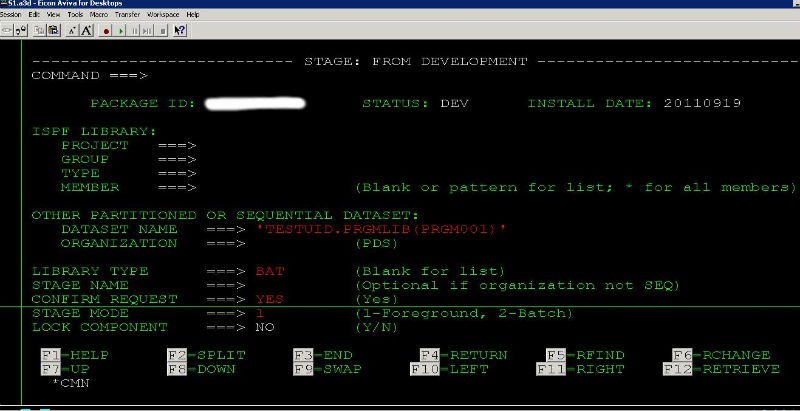 S1.a3d - Eicon Aviva for Desktops
Session Edit View Tools Macro Transfer Workspace Help
--------------------------- STAGE: FROM DEVELOPMENT ---------------------------
COMMAND ===>
PACKAGE ID: STATUS: DEV INSTALL DATE: 20110919
ISPF LIBRARY:
PROJECT ===>
GROUP ===>
TYPE ===>
MEMBER ===> (Blank or pattern for list; * for all members)
OTHER PARTITIONED OR SEQUENTIAL DATASET:
DATASET NAME ===> 'TESTUID.PRGMLIB(PRGM001)'
ORGANIZATION ===> (PDS)
LIBRARY TYPE ===> BAT (Blank for list)
STAGE NAME ===> (Optional if organization not SEQ)
CONFIRM REQUEST ===> YES (Yes)
STAGE MODE ===> 1 (1-Foreground, 2-Batch)
LOCK COMPONENT ===> NO (Y/N)
F1=HELP F2=SPLIT F3=END F4=RETURN F5=RFIND F6=RCHANGE
F7=UP F8=DOWN F9=SWAP F10=LEFT F11=RIGHT F12=RETRIEVE
*CMN